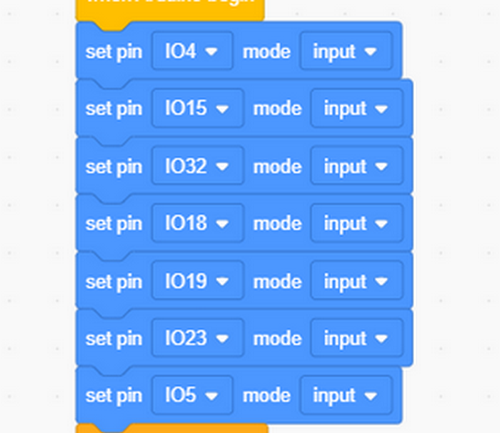 set pin IO4 mode input
set pin IO15 mode input
set pin IO32 mode input
set pin IO18 mode input
set pin IO19 mode input
set pin IO23 mode input
set pin IO5 mode input